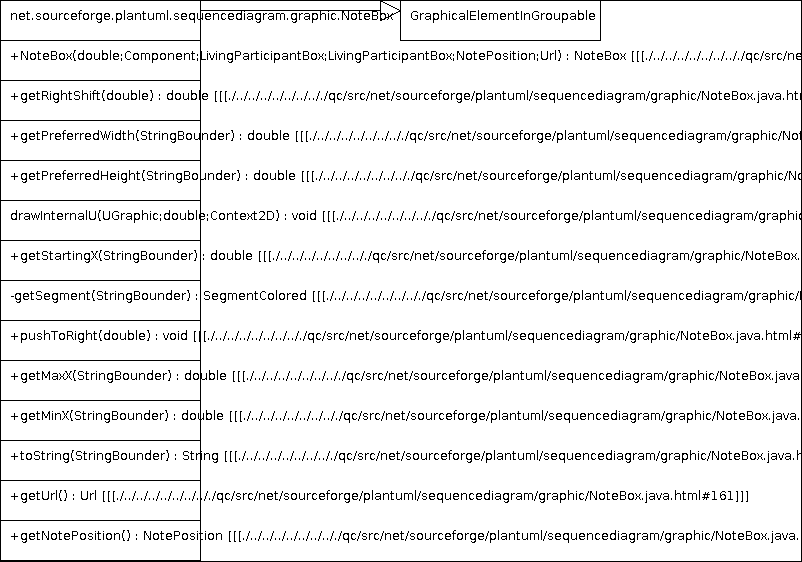 net.sourceforge.plantuml.sequencediagram.graphic.NoteBox
GraphicalElementInGroupable
+NoteBox(double;Component;LivingParticipantBox;LivingParticipantBox;NotePosition;Url) : NoteBox [[[./../../../../../../../qc/src/ne
+getRightShift(double) : double [[[./../../../../../../../qc/src/net/sourceforge/plantuml/sequencediagram/graphic/NoteBox.java.htm
+getPreferredWidth(StringBounder) : double [[[./../../../../../../../qc/src/net/sourceforge/plantuml/sequencediagram/graphic/Not
+getPreferredHeight(StringBounder) : double [[[./../../../../../../../qc/src/net/sourceforge/plantuml/sequencediagram/graphic/No
drawInternalU(UGraphic;double;Context2D) : void [[[./../../../../../../../qc/src/net/sourceforge/plantuml/sequencediagram/graphic
+getStartingX(StringBounder) : double [[[./../../../../../../../qc/src/net/sourceforge/plantuml/sequencediagram/graphic/NoteBox.
-getSegment(StringBounder) : SegmentColored [[[./../../../../../../../qc/src/net/sourceforge/plantuml/sequencediagram/graphic/
+pushToRight(double) : void [[[./../../../../../../../qc/src/net/sourceforge/plantuml/sequencediagram/graphic/NoteBox.java.html#
+getMaxX(StringBounder) : double [[[./../../../../../../../qc/src/net/sourceforge/plantuml/sequencediagram/graphic/NoteBox.java
+getMinX(StringBounder) : double [[[./../../../../../../../qc/src/net/sourceforge/plantuml/sequencediagram/graphic/NoteBox.java.
+toString(StringBounder) : String [[[./../../../../../../../qc/src/net/sourceforge/plantuml/sequencediagram/graphic/NoteBox.java.h
+getUrl() : Url [[[./../../../../../../../qc/src/net/sourceforge/plantuml/sequencediagram/graphic/NoteBox.java.html#161]]]
+getNotePosition() : NotePosition [[[./../../../../../../../qc/src/net/sourceforge/plantuml/sequencediagram/graphic/NoteBox.java.